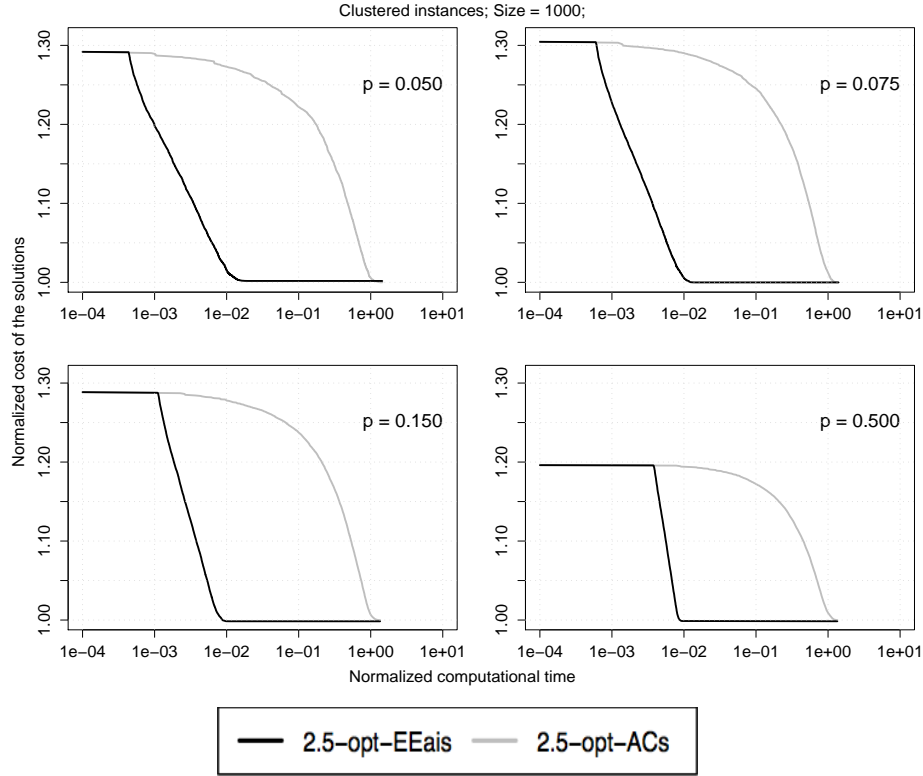 Clustered instances; Size = 1000;
Normalized cost of the solutions
1.30
1.20
1.10
1.00
p = 0.050
1e−04 1e−03 1e−02 1e−01 1e+00 1e+01
1.30
1.20
1.10
1.00
p = 0.075
1e−04 1e−03 1e−02 1e−01 1e+00 1e+01
1.30
1.20
1.10
1.00
p = 0.150
1e−04 1e−03 1e−02 1e−01 1e+00 1e+01
1.30
1.20
1.10
1.00
p = 0.500
1e−04 1e−03 1e−02 1e−01 1e+00 1e+01
Normalized computational time
2.5−opt−EEais 2.5−opt−ACs